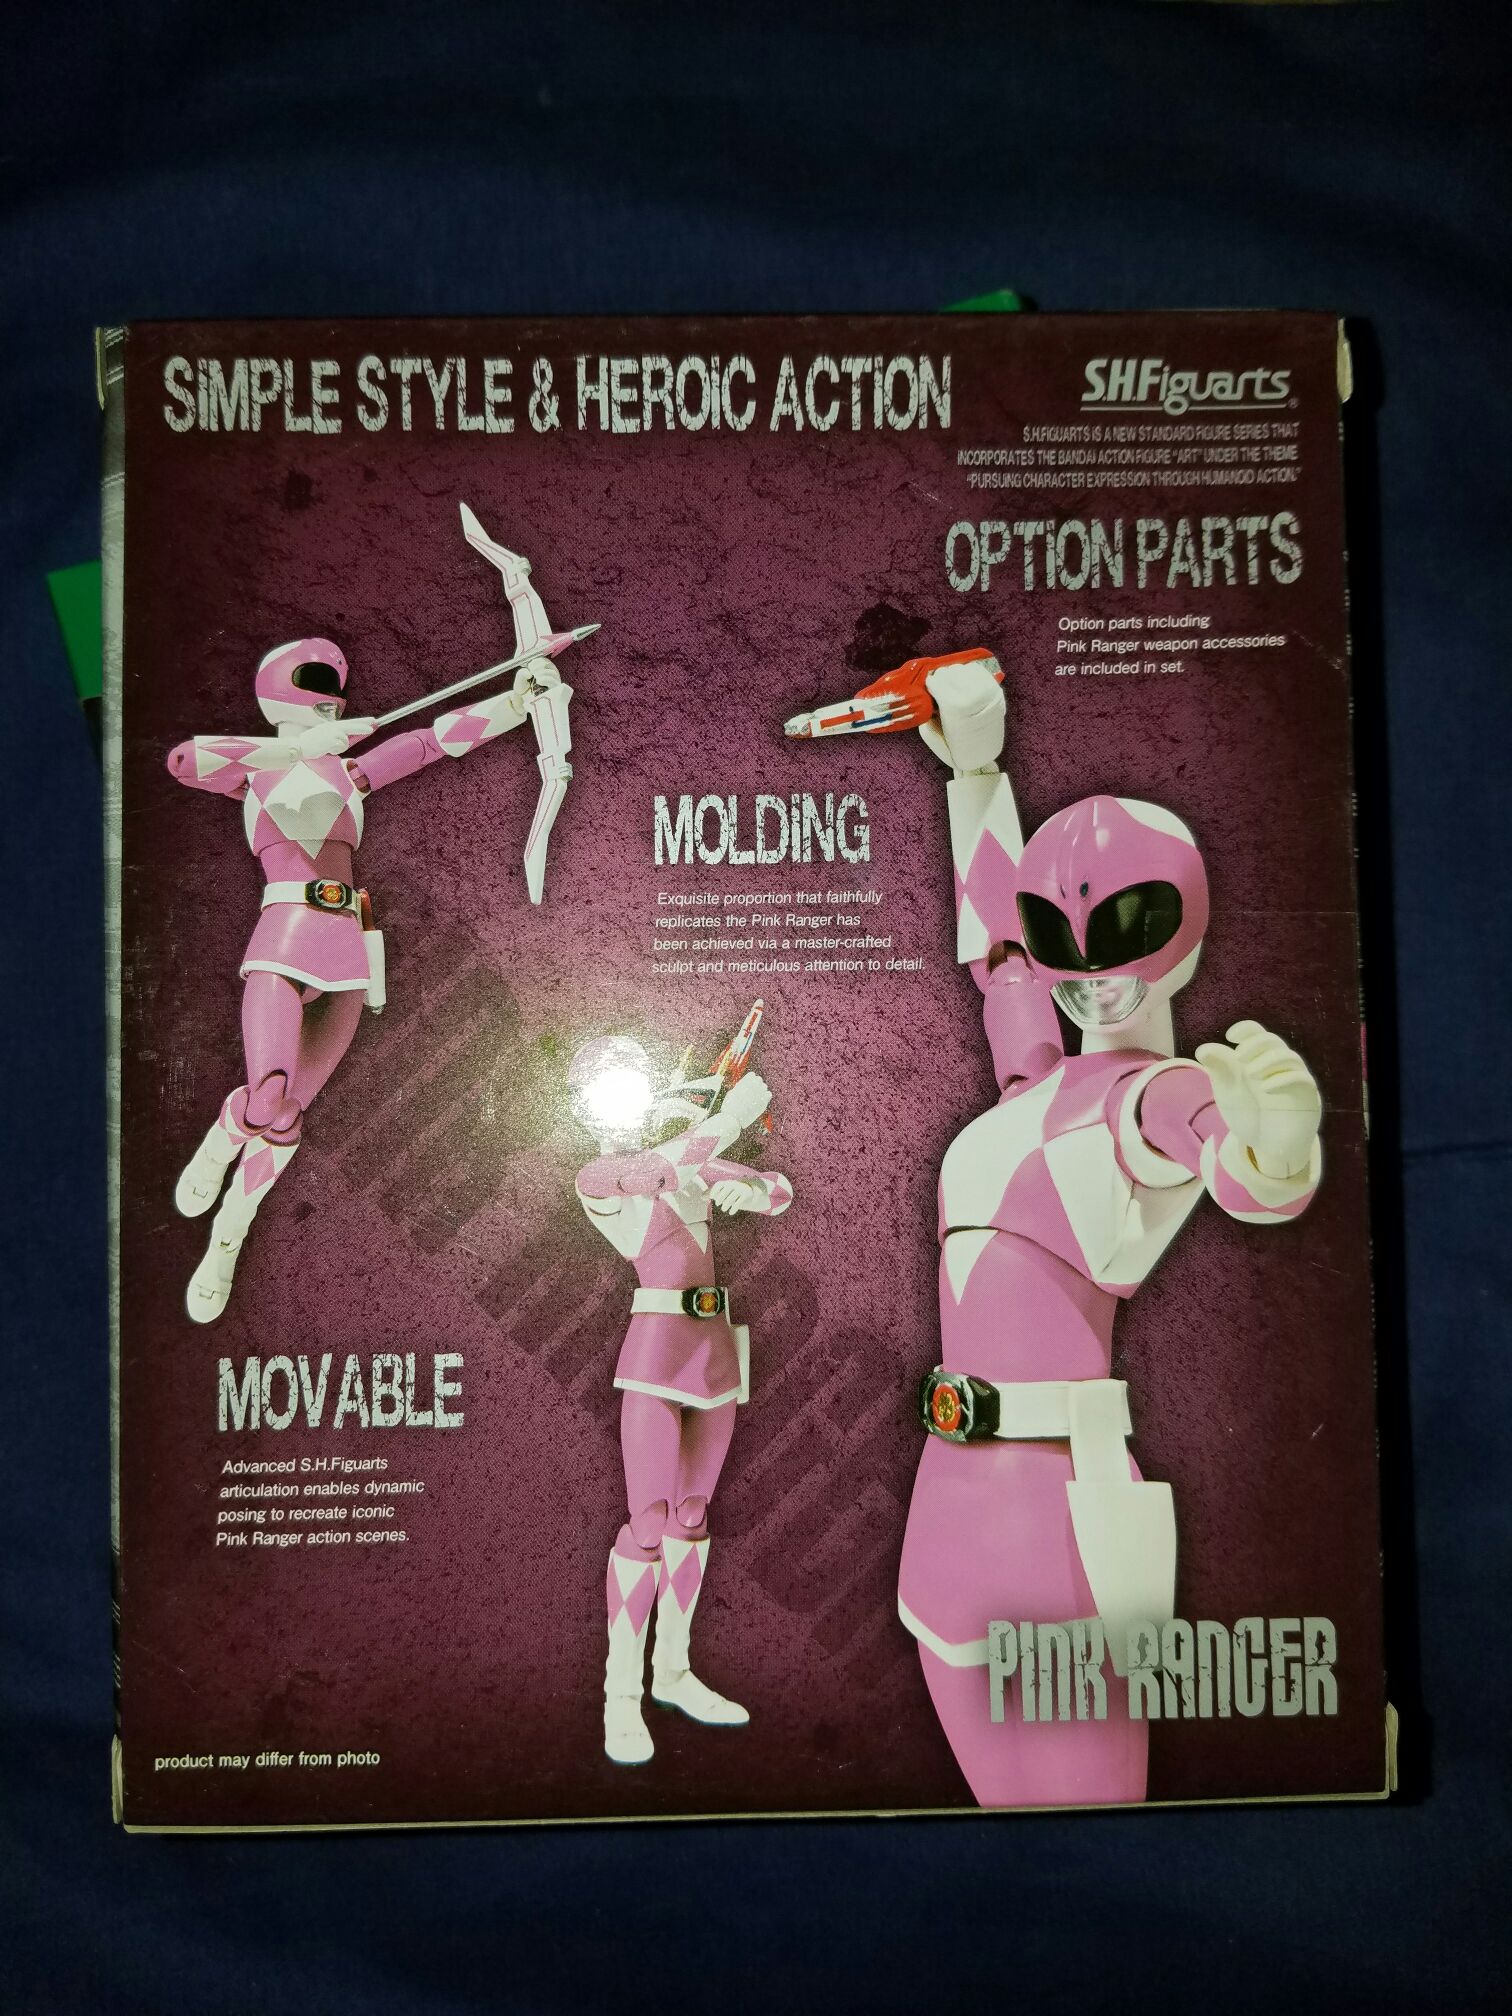 SIMPLE STYLE & HEROIC ACTION
S.H.Figuarts®
S.H.FIGUARTS IS A NEW STANDARD FIGURE SERIES THAT
INCORPORATES THE BANDAI ACTION FIGURE "ART" UNDER THE THEME
"PURSUING CHARACTER EXPRESSION THROUGH HUMANOID ACTION."
OPTION PARTS
Option parts including
Pink Ranger weapon accessories
are included in set.
MOLDING
Exquisite proportion that faithfully
replicates the Pink Ranger has
been achieved via a master-crafted
sculpt and meticulous attention to detail.
MOVABLE
Advanced S.H.Figuarts
articulation enables dynamic
posing to recreate iconic
Pink Ranger action scenes.
PINK RANGER
product may differ from photo